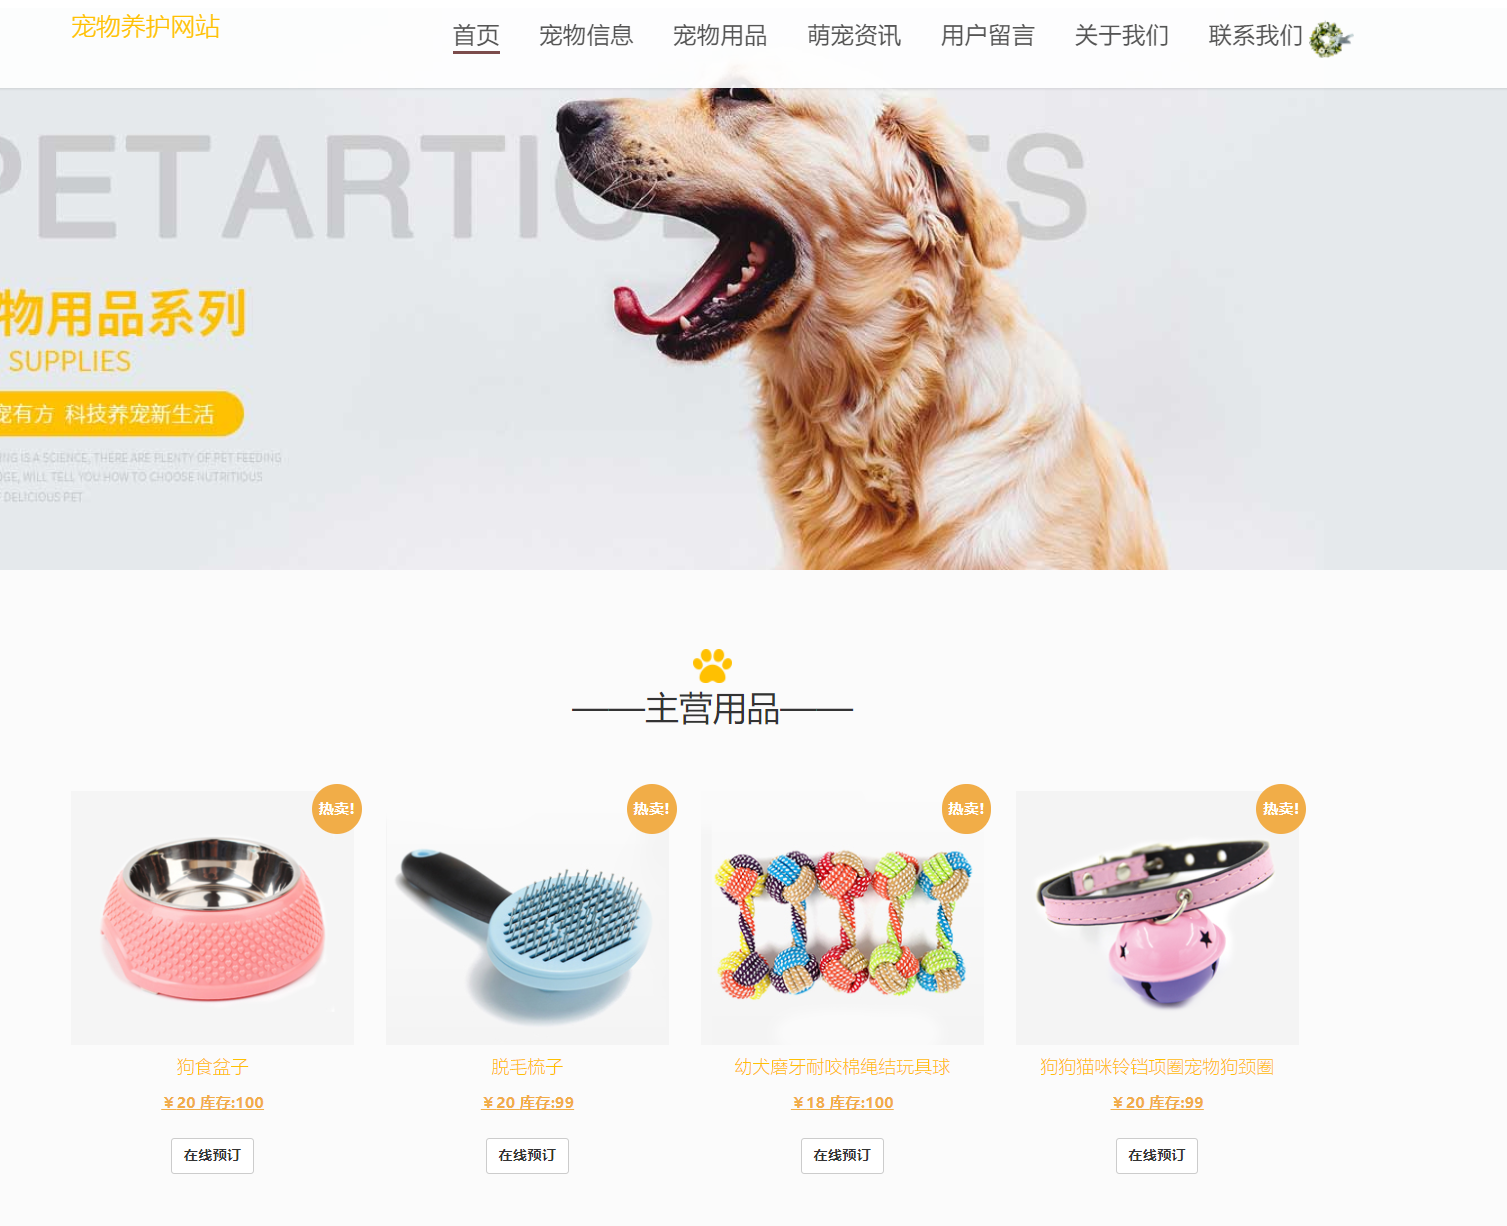 宠物养护网站
首页 宠物信息 宠物用品 萌宠资讯 用户留言 关于我们 联系我们
PET ARTIC ES
物用品系列
SUPPLIES
宠有方 科技养宠新生活
ING IS A SCIENCE, THERE ARE PLENTY OF PET FEEDING
DGE, WILL TELL YOU HOW TO CHOOSE NUTRITIOUS
DELICIOUS PET
——主营用品——
热卖! 热卖! 热卖! 热卖!
狗食盆子 脱毛梳子 幼犬磨牙耐咬棉绳结玩具球 狗狗猫咪铃铛项圈宠物狗颈圈
￥20 库存:100 ￥20 库存:99 ￥18 库存:100 ￥20 库存:99
在线预订 在线预订 在线预订 在线预订